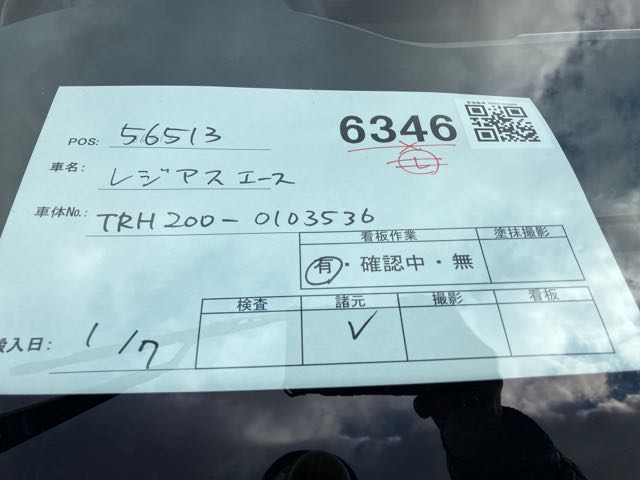 6346
POS: 56513
車名: レジアスエース
車体No.: TRH200-0103536
看板作業 塗抹撮影
有・確認中・無
検査 諸元 撮影 看板
✓
搬入日: 1/7